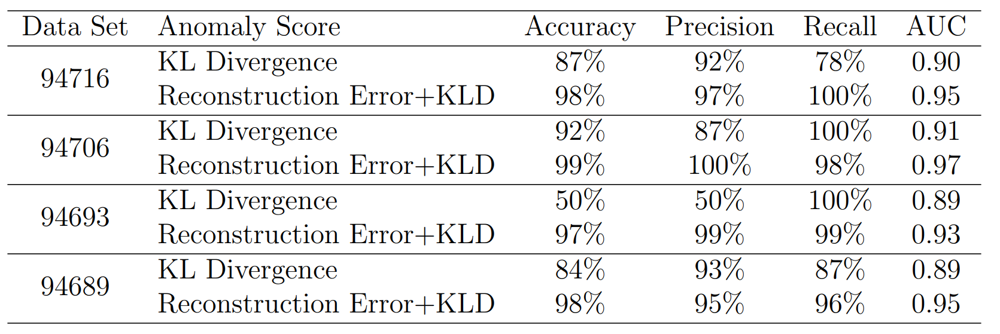 Data Set Anomaly Score Accuracy Precision Recall AUC
94716
KL Divergence 87% 92% 78% 0.90
Reconstruction Error+KLD 98% 97% 100% 0.95
94706
KL Divergence 92% 87% 100% 0.91
Reconstruction Error+KLD 99% 100% 98% 0.97
94693
KL Divergence 50% 50% 100% 0.89
Reconstruction Error+KLD 97% 99% 99% 0.93
94689
KL Divergence 84% 93% 87% 0.89
Reconstruction Error+KLD 98% 95% 96% 0.95